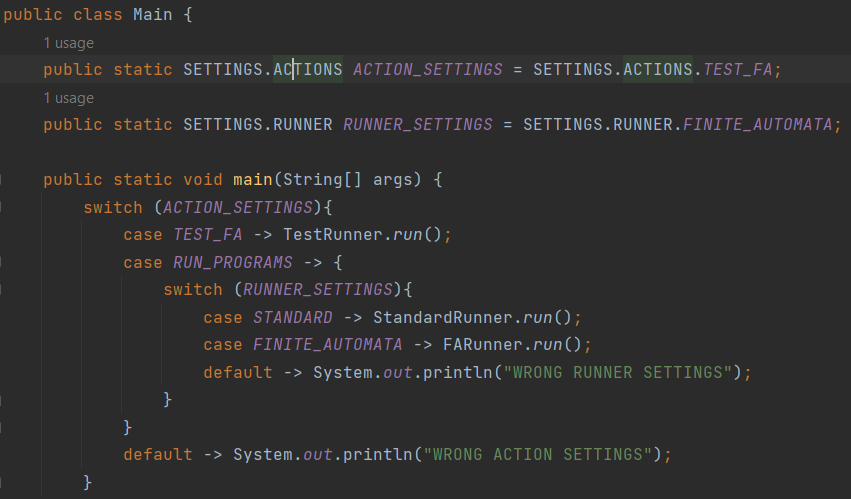 public class Main {
1 usage
public static SETTINGS.ACTIONS ACTION_SETTINGS = SETTINGS.ACTIONS.TEST_FA;
1 usage
public static SETTINGS.RUNNER RUNNER_SETTINGS = SETTINGS.RUNNER.FINITE_AUTOMATA;
public static void main(String[] args) {
switch (ACTION_SETTINGS){
case TEST_FA -> TestRunner.run();
case RUN_PROGRAMS -> {
switch (RUNNER_SETTINGS){
case STANDARD -> StandardRunner.run();
case FINITE_AUTOMATA -> FARunner.run();
default -> System.out.println("WRONG RUNNER SETTINGS");
}
}
default -> System.out.println("WRONG ACTION SETTINGS");
}